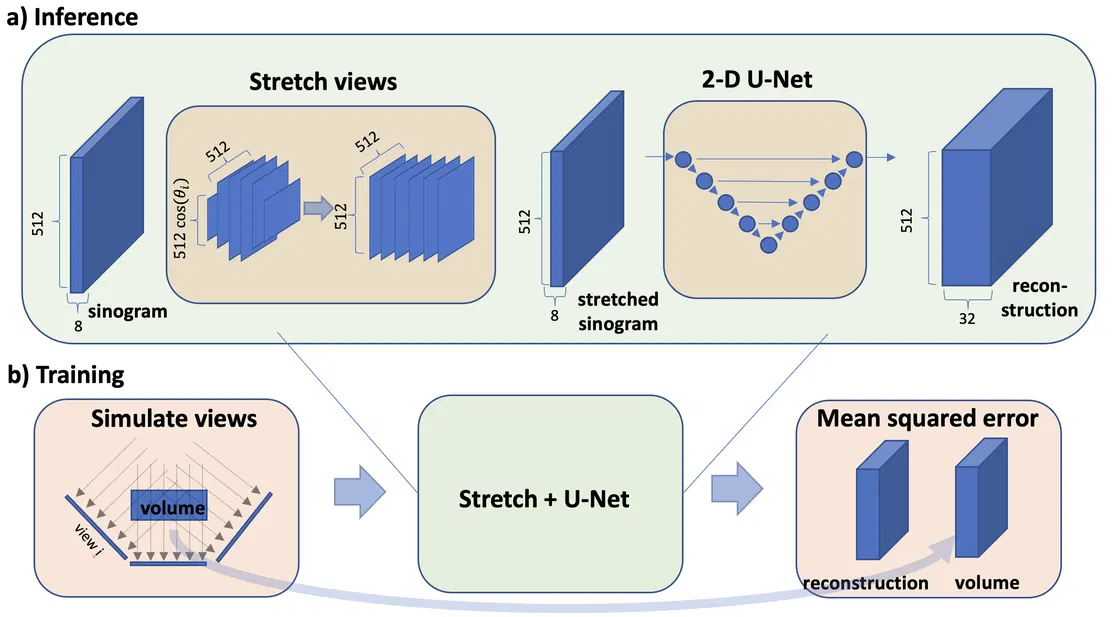 a) Inference
Stretch views
2-D U-Net
512
8
sinogram
512
512 cos(θᵢ)
512
512
512
8
stretched
sinogram
512
32
recon-
struction
b) Training
Simulate views
volume
view i
Stretch + U-Net
Mean squared error
reconstruction
volume